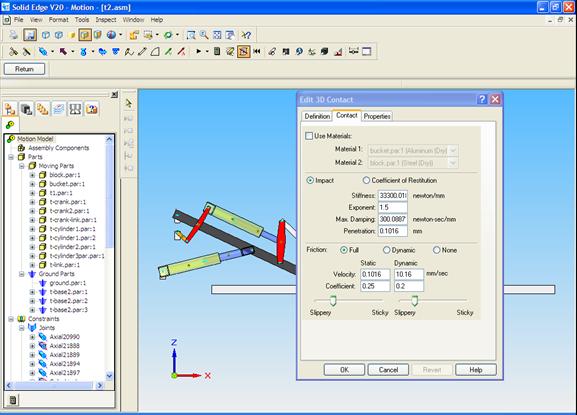 Solid Edge V20 - Motion - [t2.asm]
File View Format Tools Inspect Window Help
Return
Motion Model
Assembly Components
Parts
Moving Parts
block.par:1
bucket.par:1
t1.par:1
t-crank.par:1
t-crank2.par:1
t-crank-link.par:1
t-cylinder1.par:1
t-cylinder1.par:2
t-cylinder2.par:1
t-cylinder3par.par:1
t-link.par:1
Ground Parts
ground.par:1
t-base2.par:1
t-base2.par:2
t-base2.par:3
Constraints
Joints
Axial20990
Axial21888
Axial21889
Axial21894
Axial21897
Z
X
Edit 3D Contact
Definition Contact Properties
Use Materials:
Material 1: bucket.par:1 (Aluminum (Dry)
Material 2: block.par:1 (Steel (Dry))
Impact Coefficient of Restitution
Stiffness: 33300.01 newton/mm
Exponent: 1.5
Max. Damping: 300.0887 newton-sec/mm
Penetration: 0.1016 mm
Friction: Full Dynamic None
Static Dynamic
Velocity: 0.1016 10.16 mm/sec
Coefficient: 0.25 0.2
Slippery Sticky Slippery Sticky
OK Cancel Revert Help